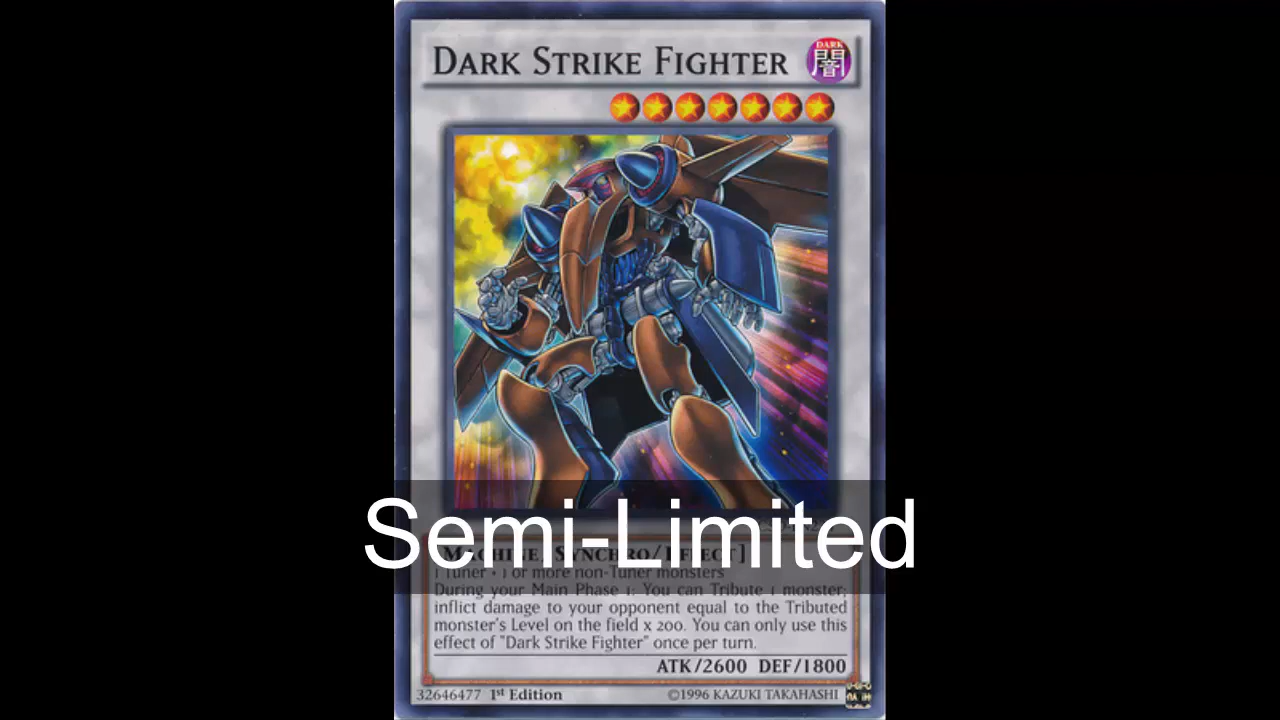 DARK STRIKE FIGHTER
DARK
闇
Semi-Limited
[MACHINE/SYNCHRO/EFFECT]
1 Tuner + 1 or more non-Tuner monsters
During your Main Phase 1: You can Tribute 1 monster;
inflict damage to your opponent equal to the Tributed
monster's Level on the field x 200. You can only use this
effect of "Dark Strike Fighter" once per turn.
ATK/2600 DEF/1800
32646477 1st Edition
©1996 KAZUKI TAKAHASHI